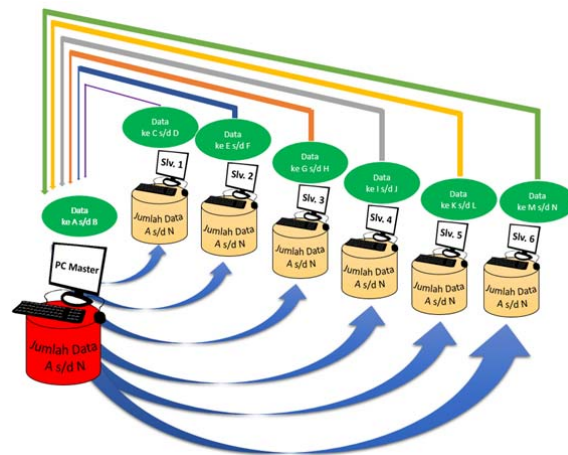 Data
ke C s/d D
Data
ke E s/d F
Data
ke G s/d H
Data
ke I s/d J
Data
ke K s/d L
Data
ke M s/d N
Slv. 1
Slv. 2
Slv. 3
Slv. 4
Slv. 5
Slv. 6
Jumlah Data
A s/d N
Jumlah Data
A s/d N
Jumlah Data
A s/d N
Jumlah Data
A s/d N
Jumlah Data
A s/d N
Jumlah Data
A s/d N
Data
ke A s/d B
PC Master
Jumlah Data
A s/d N